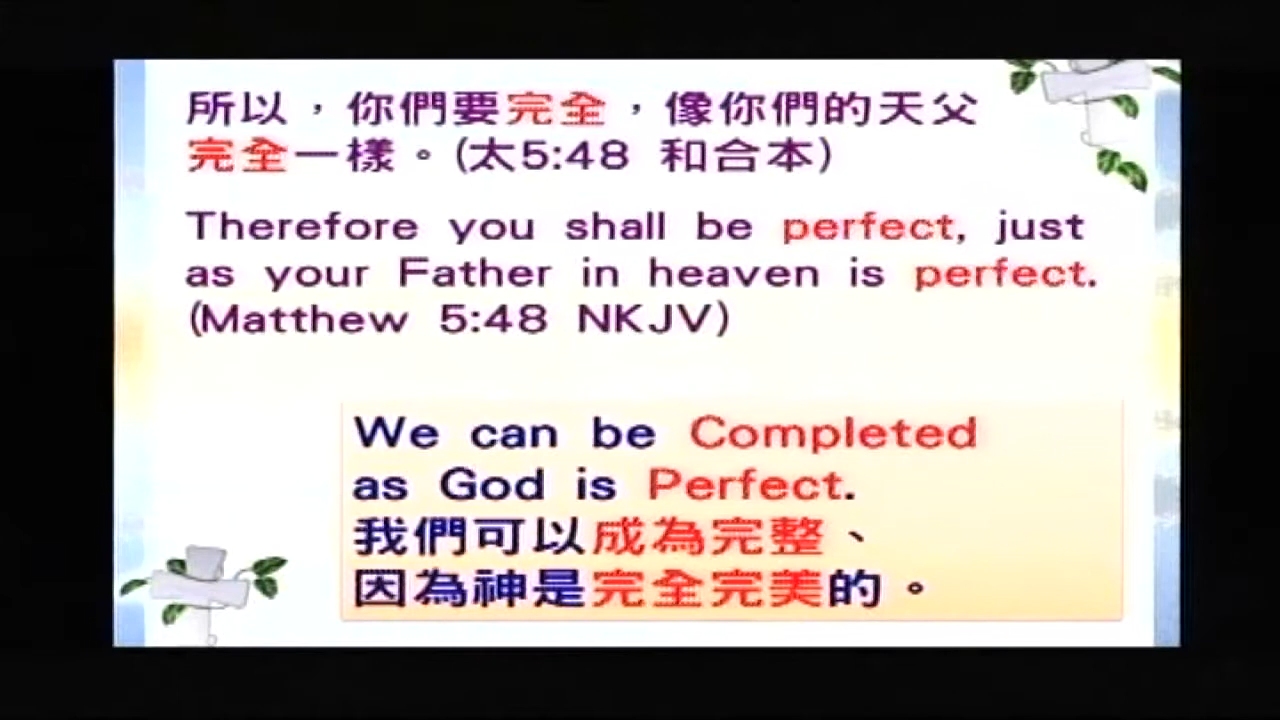 所以，你們要完全，像你們的天父
完全一樣。(太5:48 和合本)
Therefore you shall be perfect, just
as your Father in heaven is perfect.
(Matthew 5:48 NKJV)
We can be Completed
as God is Perfect.
我們可以成為完整、
因為神是完全完美的。